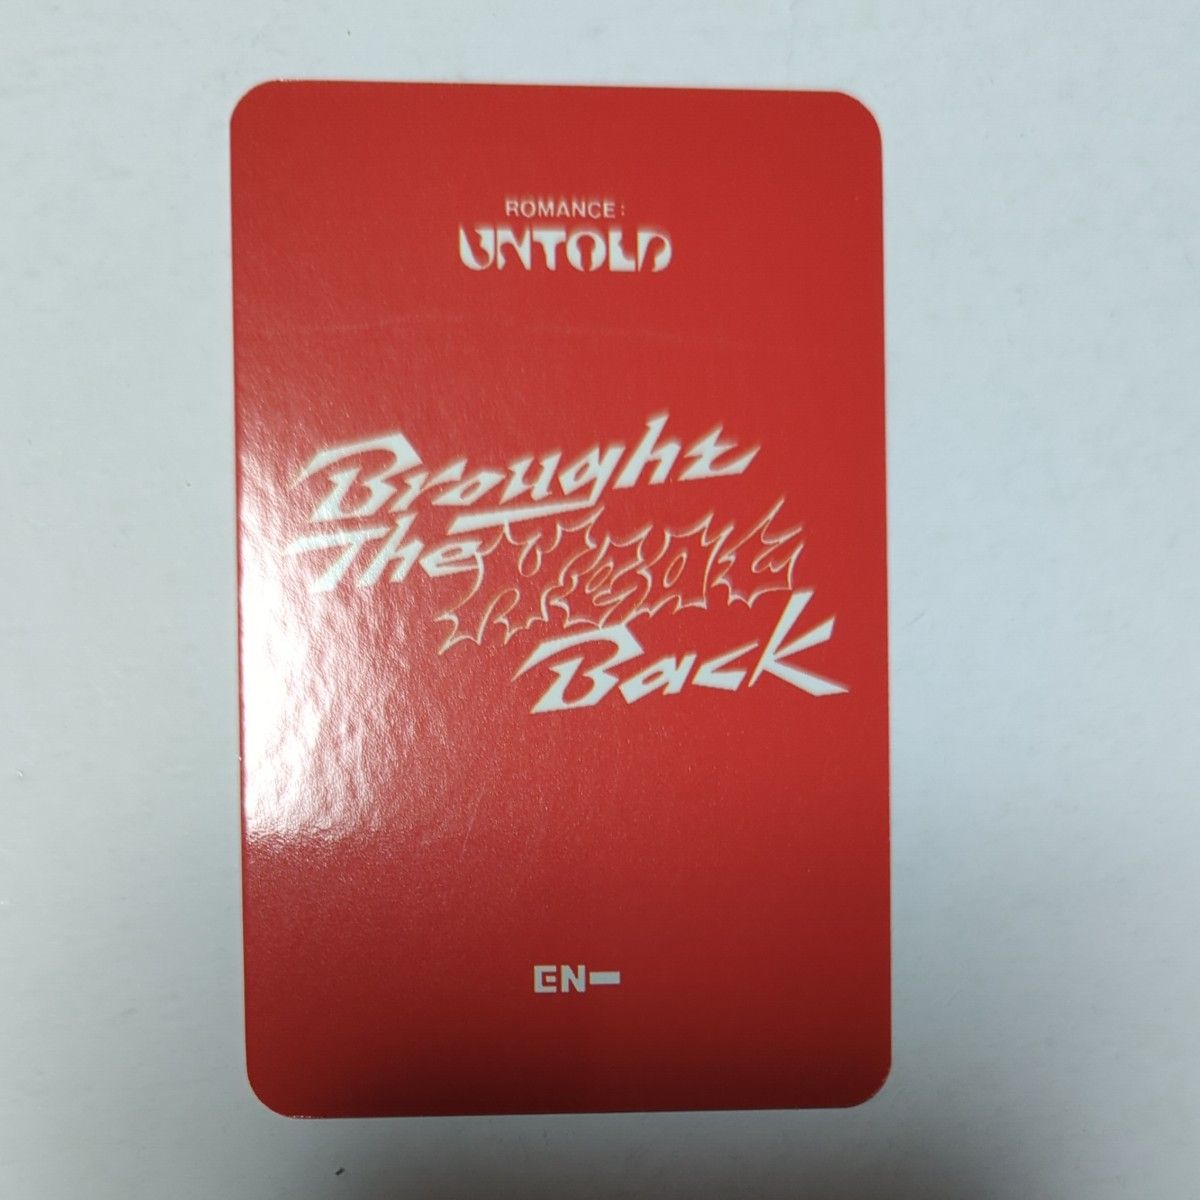 ROMANCE :
UNTOLD
Brought
The Heat
Back
EN-